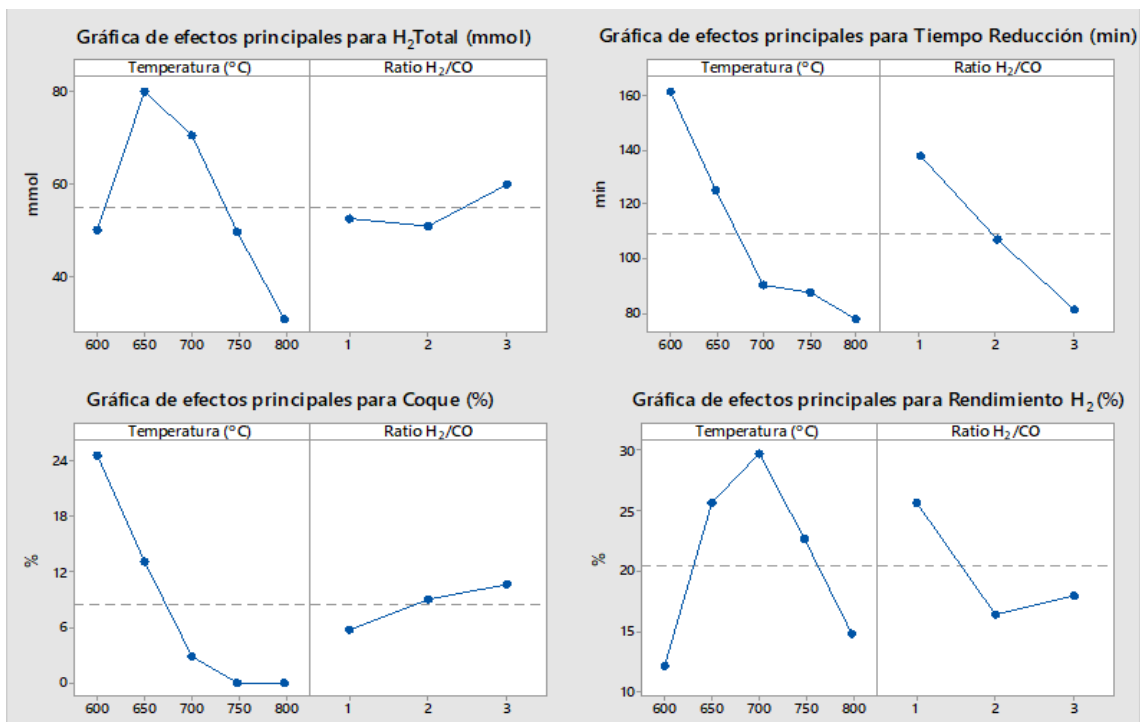 Gráfica de efectos principales para H₂Total (mmol)
Temperatura (°C)
Ratio H₂/CO
80
60
40
mmol
600 650 700 750 800
1 2 3
Gráfica de efectos principales para Tiempo Reducción (min)
Temperatura (°C)
Ratio H₂/CO
160
140
120
100
80
min
600 650 700 750 800
1 2 3
Gráfica de efectos principales para Coque (%)
Temperatura (°C)
Ratio H₂/CO
24
18
12
6
0
%
600 650 700 750 800
1 2 3
Gráfica de efectos principales para Rendimiento H₂(%)
Temperatura (°C)
Ratio H₂/CO
30
25
20
15
10
%
600 650 700 750 800
1 2 3